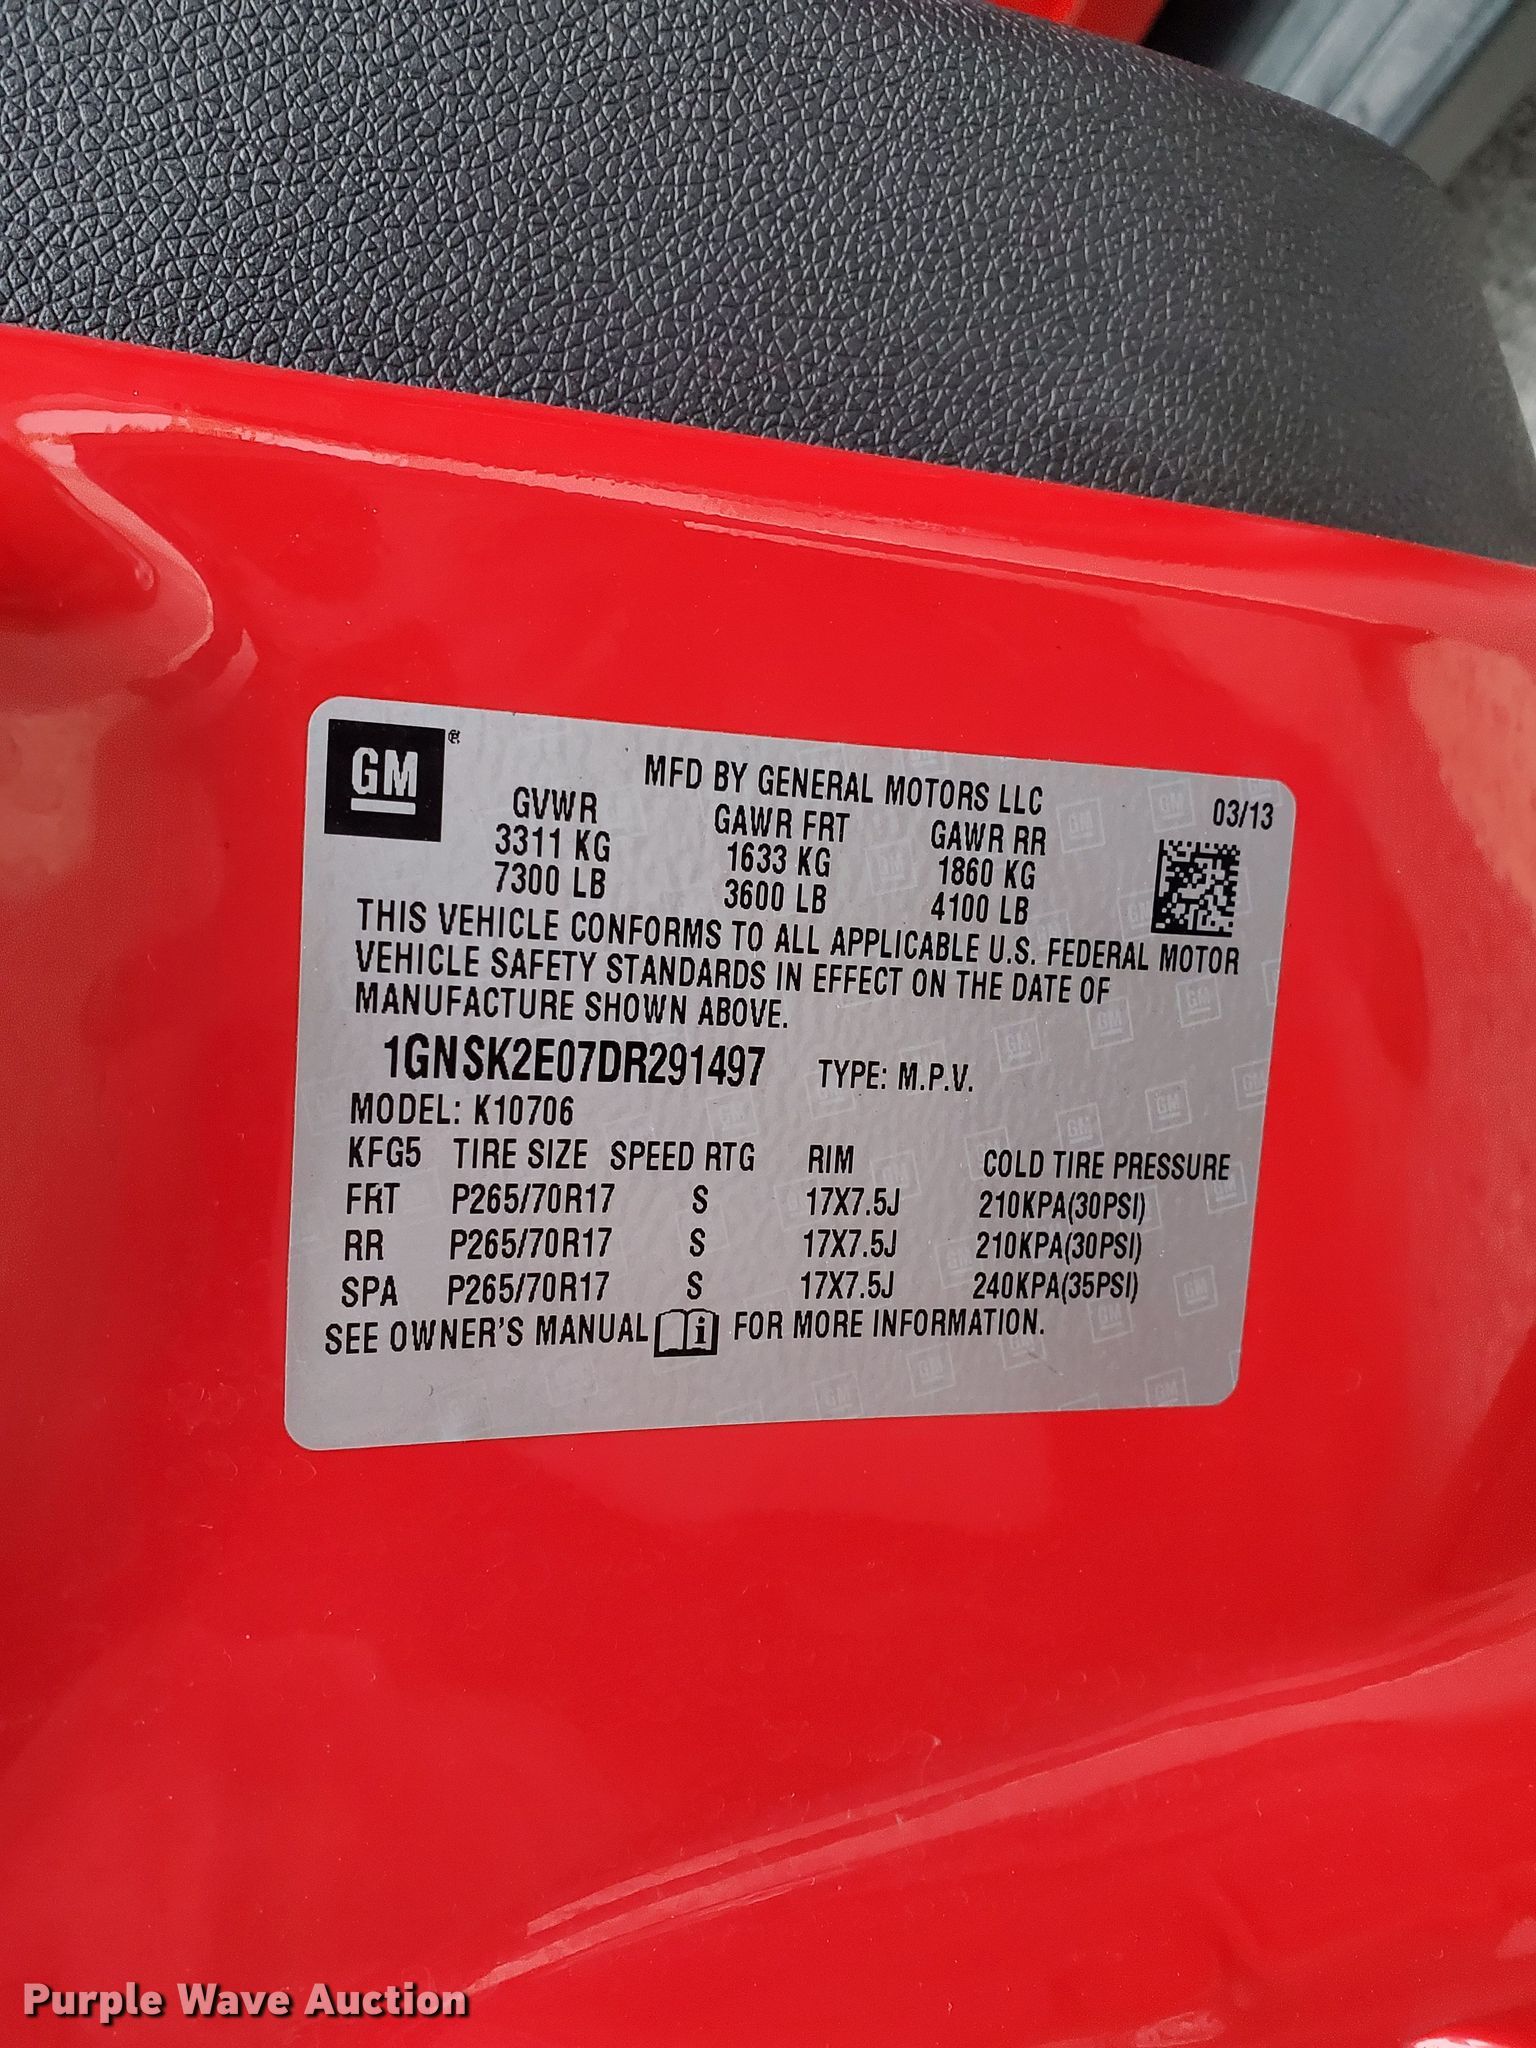 GM®
MFD BY GENERAL MOTORS LLC 03/13
GVWR GAWR FRT GAWR RR
3311 KG 1633 KG 1860 KG
7300 LB 3600 LB 4100 LB
THIS VEHICLE CONFORMS TO ALL APPLICABLE U.S. FEDERAL MOTOR
VEHICLE SAFETY STANDARDS IN EFFECT ON THE DATE OF
MANUFACTURE SHOWN ABOVE.
1GNSK2E07DR291497 TYPE: M.P.V.
MODEL: K10706
KFG5 TIRE SIZE SPEED RTG RIM COLD TIRE PRESSURE
FRT P265/70R17 S 17X7.5J 210KPA(30PSI)
RR P265/70R17 S 17X7.5J 210KPA(30PSI)
SPA P265/70R17 S 17X7.5J 240KPA(35PSI)
SEE OWNER'S MANUAL i FOR MORE INFORMATION.
Purple Wave Auction